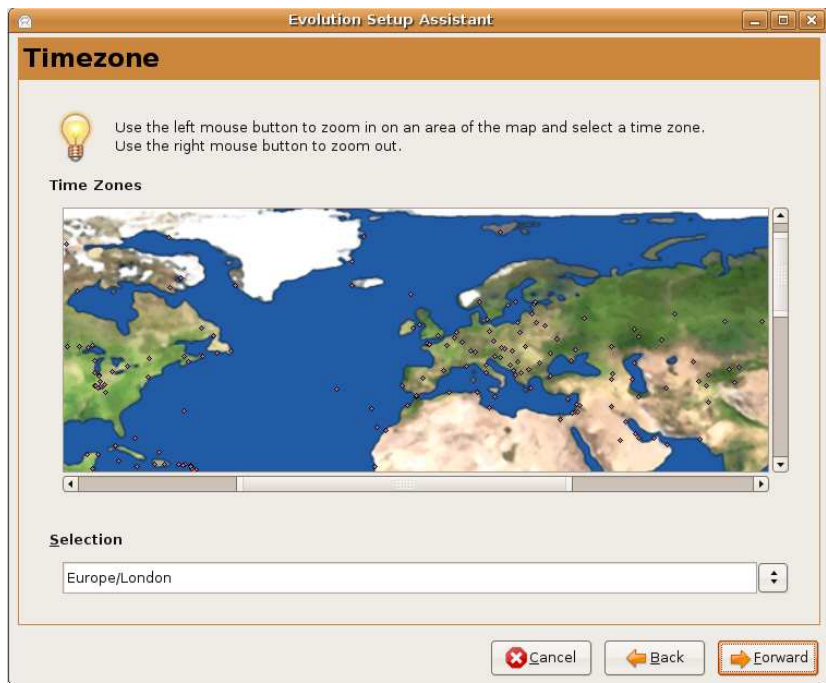 Evolution Setup Assistant
Timezone
Use the left mouse button to zoom in on an area of the map and select a time zone.
Use the right mouse button to zoom out.
Time Zones
Selection
Europe/London
Cancel
Back
Forward